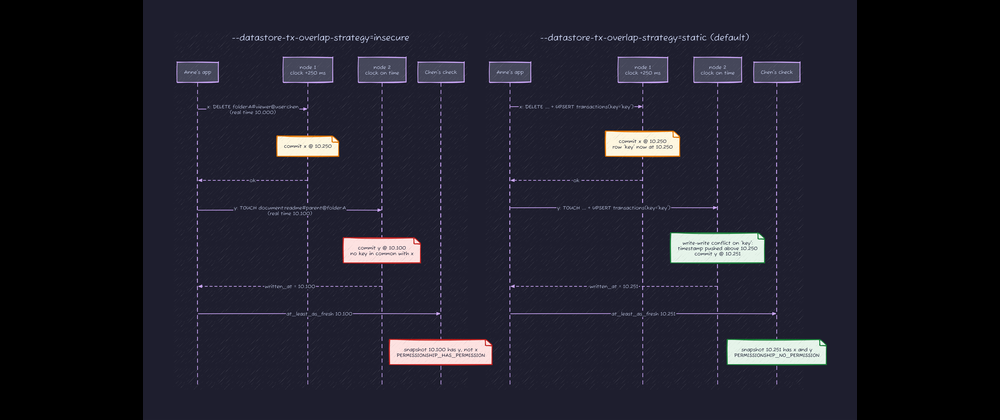 --datastore-tx-overlap-strategy=insecure
Anne's app
node 1
clock +250 ms
node 2
clock on time
Chen's check
x: DELETE folder:A#viewer@user:chen
(real time 10.000)
commit x @ 10.250
ok
y: TOUCH document:readme#parent@folder:A
(real time 10.100)
commit y @ 10.100
no key in common with x
written_at = 10.100
at_least_as_fresh 10.100
snapshot 10.100 has y, not x
PERMISSIONSHIP_HAS_PERMISSION
--datastore-tx-overlap-strategy=static (default)
Anne's app
node 1
clock +250 ms
node 2
clock on time
Chen's check
x: DELETE ... + UPSERT transactions(key='key')
commit x @ 10.250
row 'key' now at 10.250
ok
y: TOUCH ... + UPSERT transactions(key='key')
write-write conflict on 'key':
timestamp pushed above 10.250
commit y @ 10.251
written_at = 10.251
at_least_as_fresh 10.251
snapshot 10.251 has x and y
PERMISSIONSHIP_NO_PERMISSION